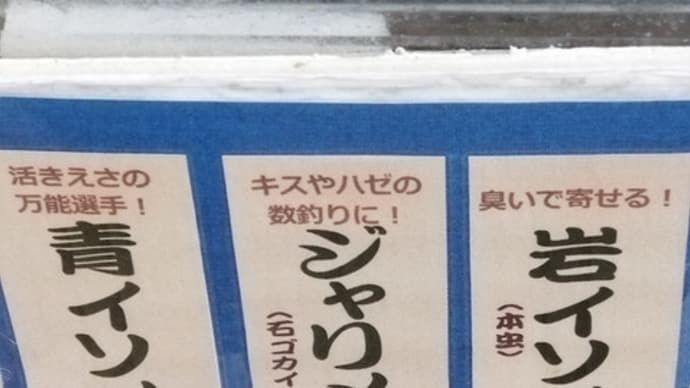 活きえさの
万能選手！
青イソ
キスやハゼの
数釣りに！
ジャリ
（石ゴカイ
臭いで寄せる！
岩イソ
（本虫）